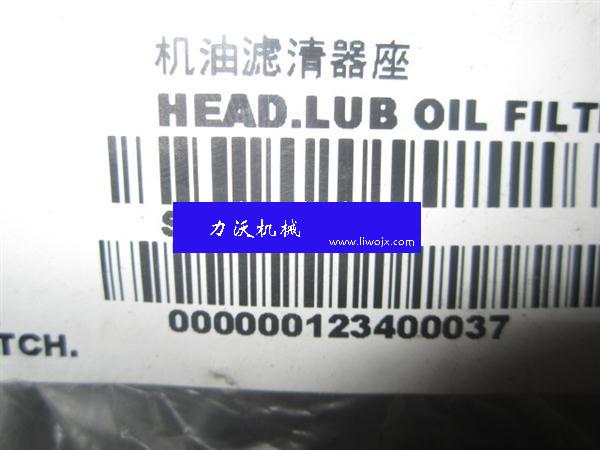 机油滤清器座
HEAD.LUB OIL FILT
力沃机械
www.liwojx.com
000000123400037
TCH.